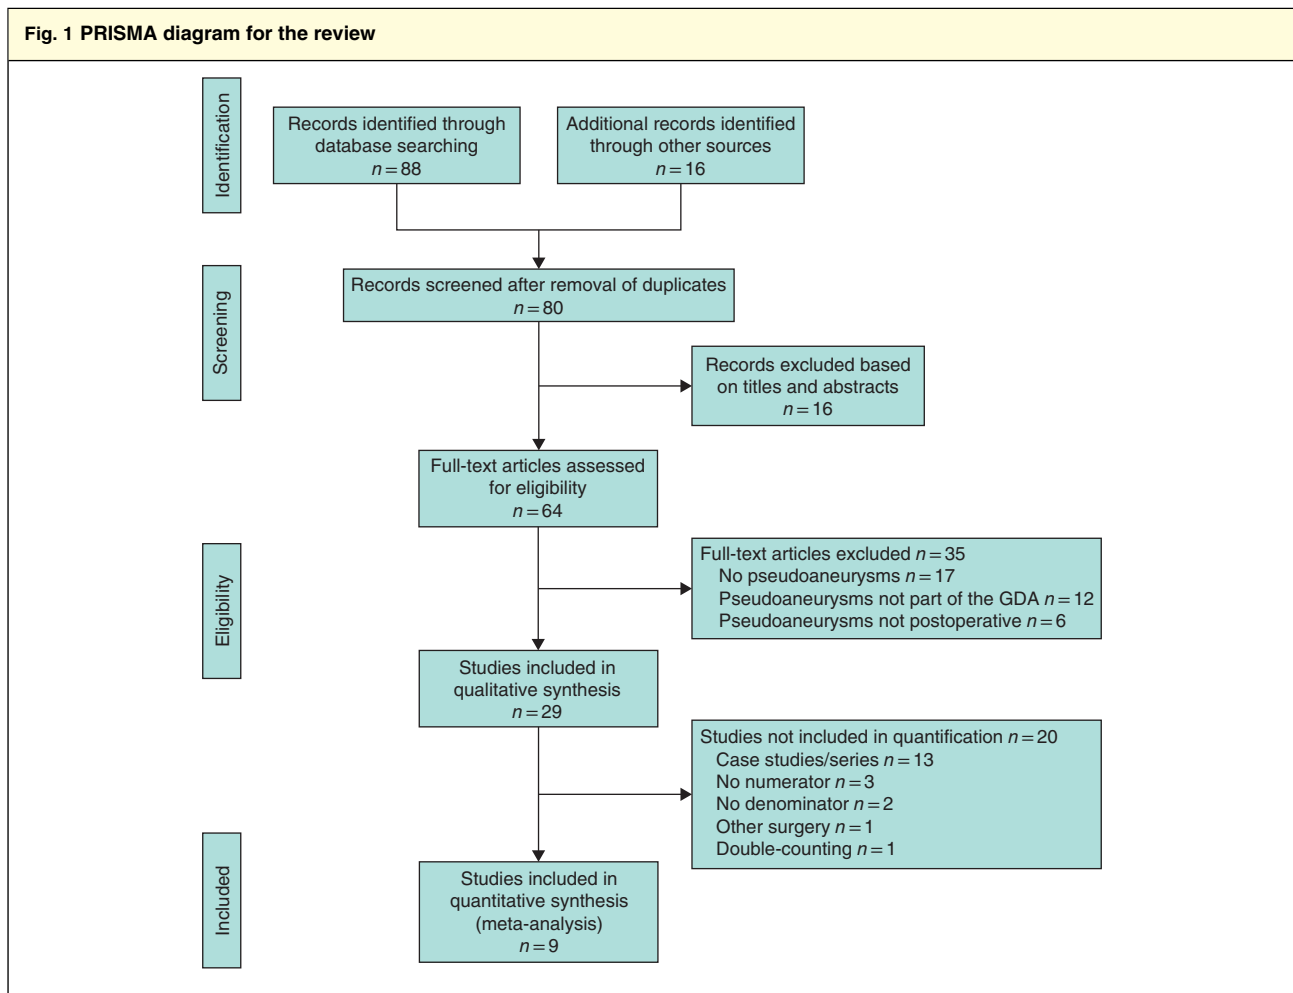 Fig. 1 PRISMA diagram for the review
Identification
Records identified through
database searching
n = 88
Additional records identified
through other sources
n = 16
Screening
Records screened after removal of duplicates
n = 80
Records excluded based
on titles and abstracts
n = 16
Full-text articles assessed
for eligibility
n = 64
Eligibility
Full-text articles excluded n = 35
No pseudoaneurysms n = 17
Pseudoaneurysms not part of the GDA n = 12
Pseudoaneurysms not postoperative n = 6
Studies included in
qualitative synthesis
n = 29
Studies not included in quantification n = 20
Case studies/series n = 13
No numerator n = 3
No denominator n = 2
Other surgery n = 1
Double-counting n = 1
Included
Studies included in
quantitative synthesis
(meta-analysis)
n = 9